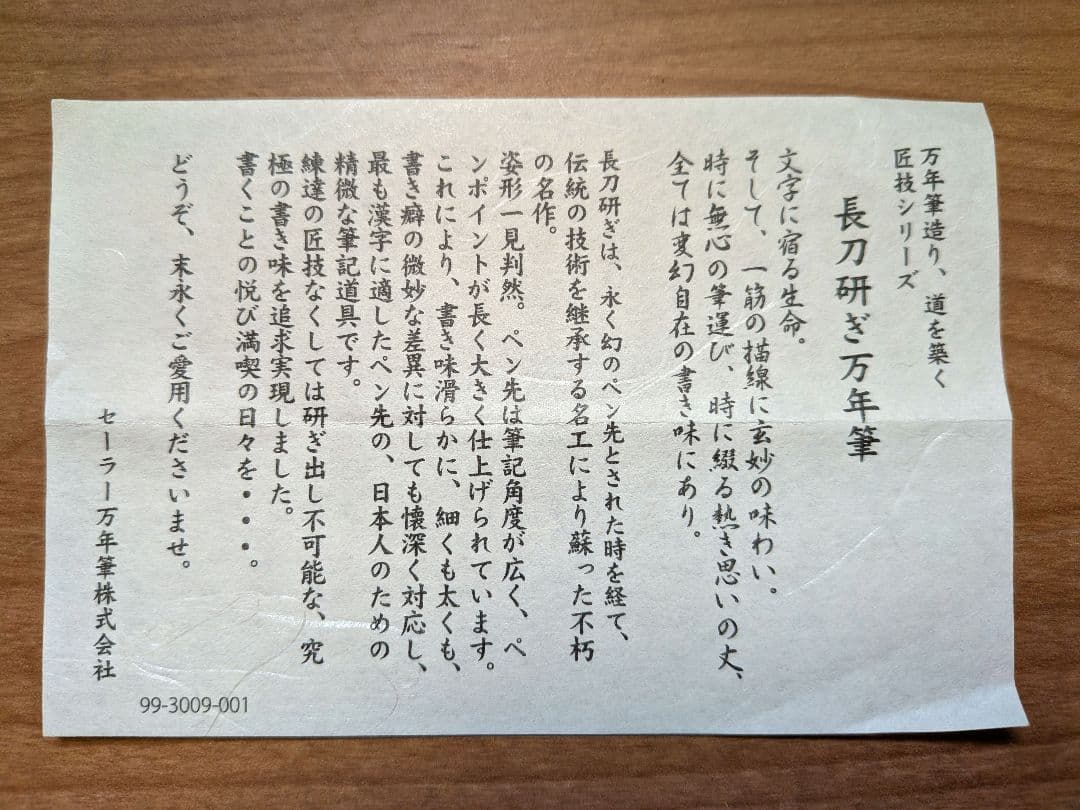 万年筆造り、道を築く
匠技シリーズ
長刀研ぎ万年筆
文字に宿る生命。
そして、一筋の描線に玄妙の味わい。
時に無心の筆運び、時に綴る熱き思いの丈、
全ては変幻自在の書き味にあり。
長刀研ぎは、永く幻のペン先とされた時を経て、
伝統の技術を継承する名工により蘇った不朽
の名作。
姿形一見判然。ペン先は筆記角度が広く、ペ
ンポイントが長く大きく仕上げられています。
これにより、書き味滑らかに、細くも太くも、
書き癖の微妙な差異に対しても懐深く対応し、
最も漢字に適したペン先の、日本人のための
精微な筆記道具です。
練達の匠技なくしては研ぎ出し不可能な、究
極の書き味を追求実現しました。
書くことの悦び満喫の日々を・・・。
どうぞ、末永くご愛用くださいませ。
セーラー万年筆株式会社
99-3009-001